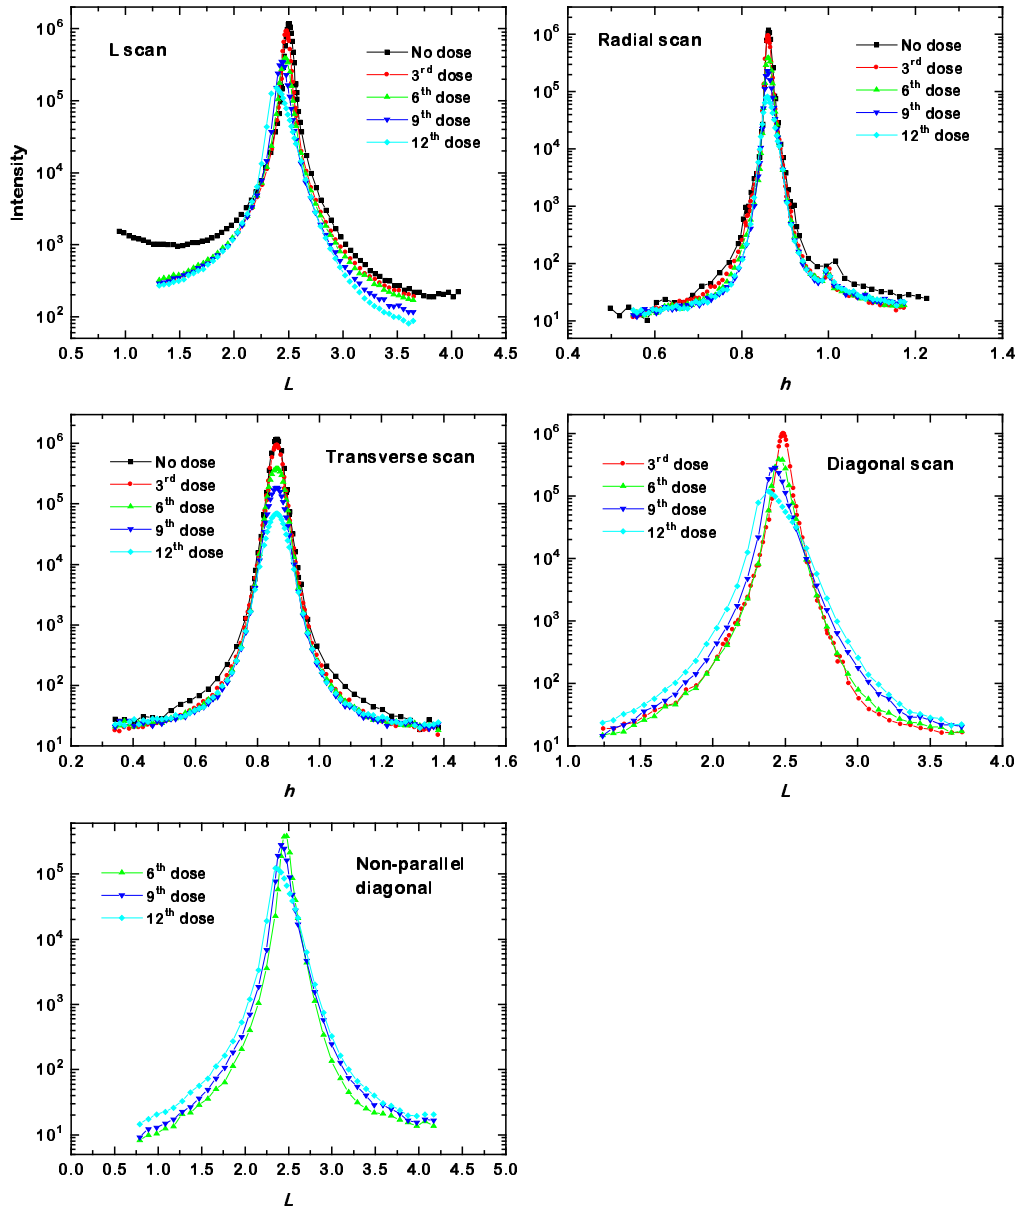 L scan
No dose
3rd dose
6th dose
9th dose
12th dose
Intensity
10^6
10^5
10^4
10^3
10^2
0.5 1.0 1.5 2.0 2.5 3.0 3.5 4.0 4.5
L
Radial scan
No dose
3rd dose
6th dose
9th dose
12th dose
10^6
10^5
10^4
10^3
10^2
10^1
0.4 0.6 0.8 1.0 1.2 1.4
h
Transverse scan
No dose
3rd dose
6th dose
9th dose
12th dose
10^6
10^5
10^4
10^3
10^2
10^1
0.2 0.4 0.6 0.8 1.0 1.2 1.4 1.6
h
Diagonal scan
3rd dose
6th dose
9th dose
12th dose
10^6
10^5
10^4
10^3
10^2
10^1
1.0 1.5 2.0 2.5 3.0 3.5 4.0
L
Non-parallel
diagonal
6th dose
9th dose
12th dose
10^5
10^4
10^3
10^2
10^1
0.0 0.5 1.0 1.5 2.0 2.5 3.0 3.5 4.0 4.5 5.0
L